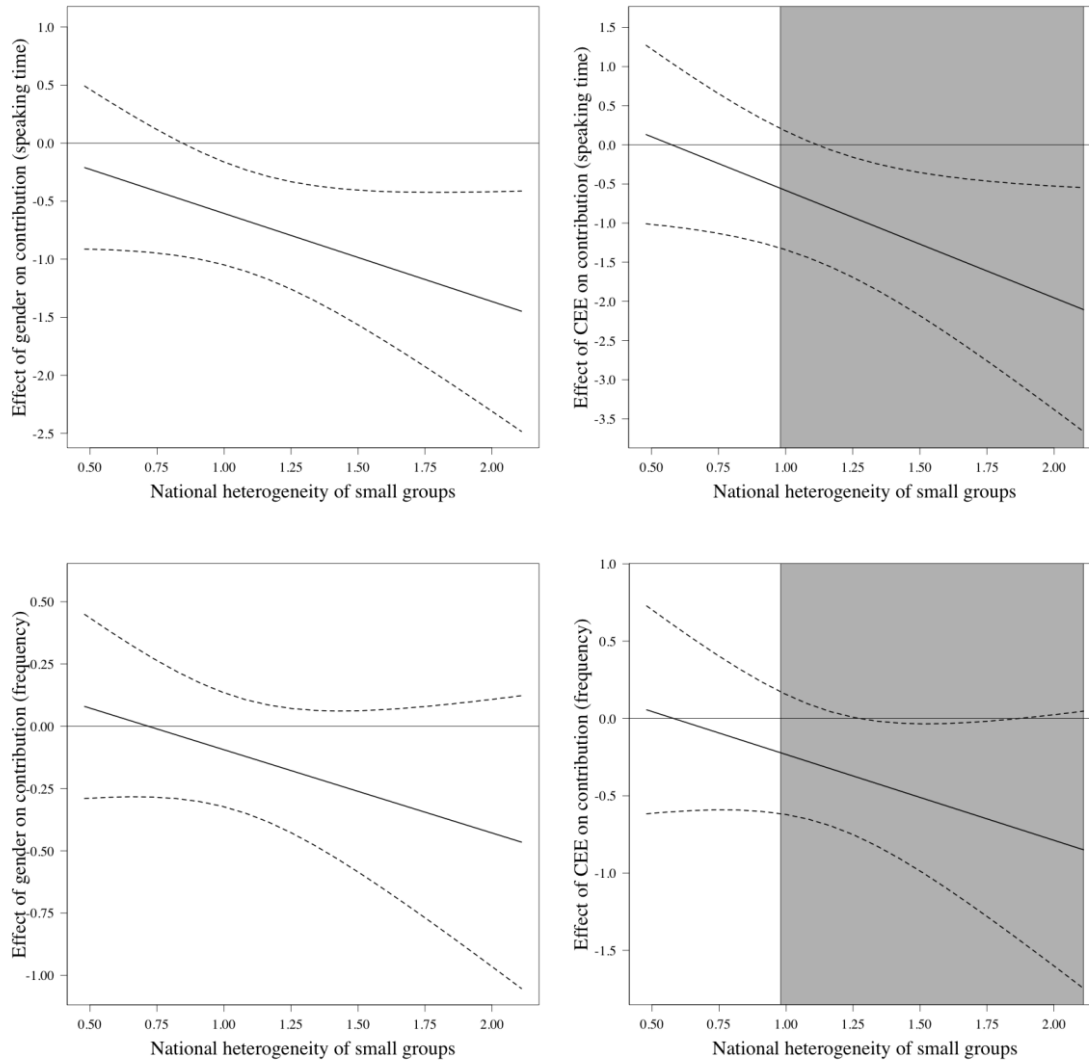 Effect of gender on contribution (speaking time)
1.0
0.5
0.0
-0.5
-1.0
-1.5
-2.0
-2.5
0.50 0.75 1.00 1.25 1.50 1.75 2.00
National heterogeneity of small groups
Effect of CEE on contribution (speaking time)
1.5
1.0
0.5
0.0
-0.5
-1.0
-1.5
-2.0
-2.5
-3.0
-3.5
0.50 0.75 1.00 1.25 1.50 1.75 2.00
National heterogeneity of small groups
Effect of gender on contribution (frequency)
0.50
0.25
0.00
-0.25
-0.50
-0.75
-1.00
0.50 0.75 1.00 1.25 1.50 1.75 2.00
National heterogeneity of small groups
Effect of CEE on contribution (frequency)
1.0
0.5
0.0
-0.5
-1.0
-1.5
0.50 0.75 1.00 1.25 1.50 1.75 2.00
National heterogeneity of small groups